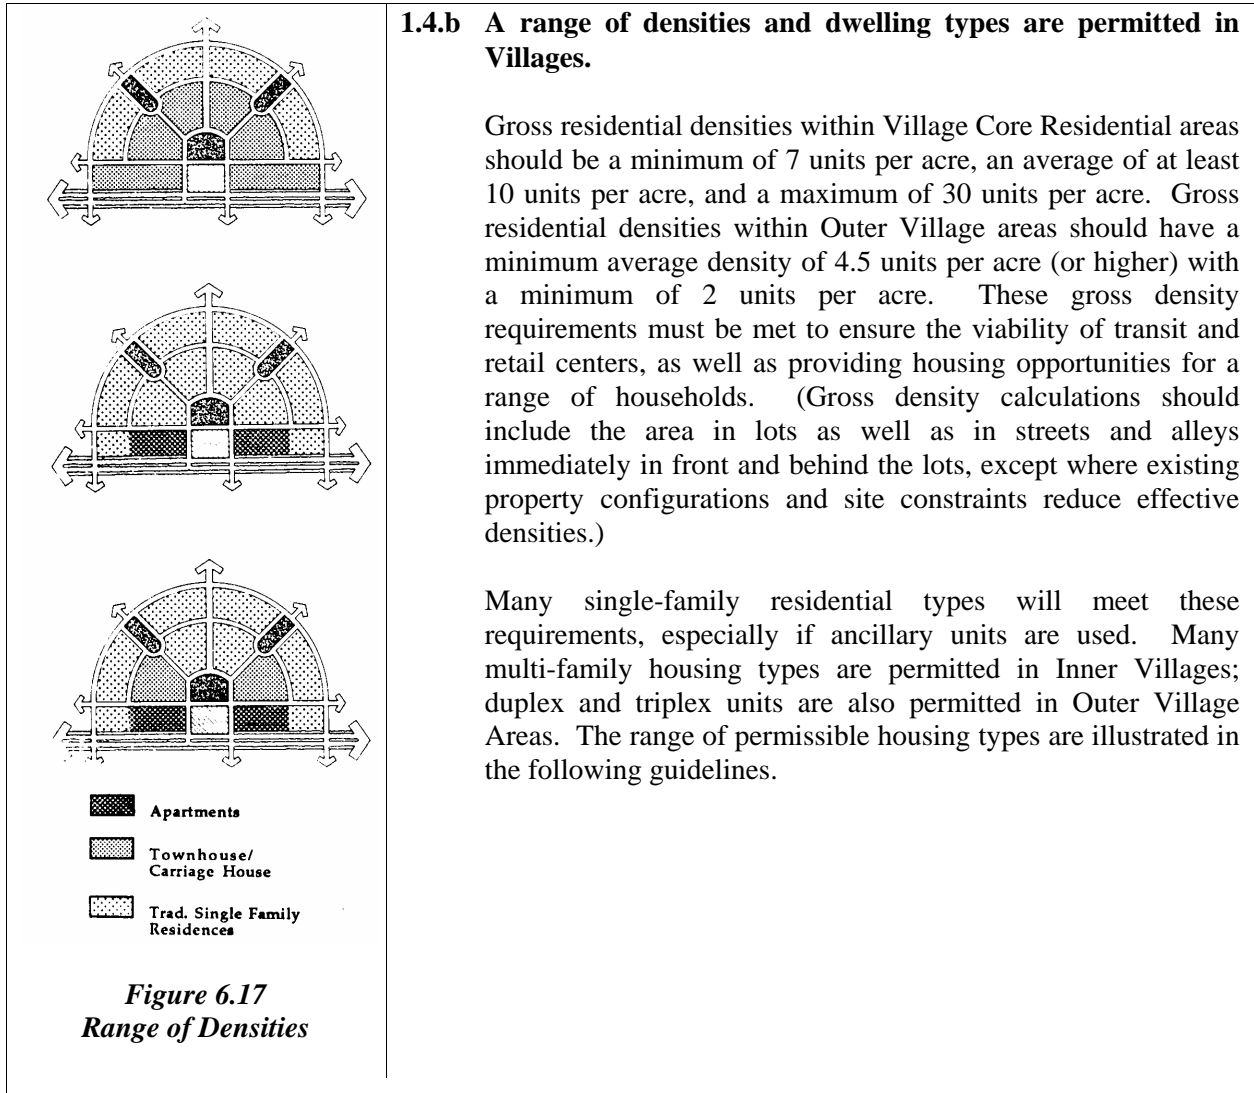 1.4.b A range of densities and dwelling types are permitted in
Villages.
Gross residential densities within Village Core Residential areas
should be a minimum of 7 units per acre, an average of at least
10 units per acre, and a maximum of 30 units per acre. Gross
residential densities within Outer Village areas should have a
minimum average density of 4.5 units per acre (or higher) with
a minimum of 2 units per acre. These gross density
requirements must be met to ensure the viability of transit and
retail centers, as well as providing housing opportunities for a
range of households. (Gross density calculations should
include the area in lots as well as in streets and alleys
immediately in front and behind the lots, except where existing
property configurations and site constraints reduce effective
densities.)
Many single-family residential types will meet these
requirements, especially if ancillary units are used. Many
multi-family housing types are permitted in Inner Villages;
duplex and triplex units are also permitted in Outer Village
Areas. The range of permissible housing types are illustrated in
the following guidelines.
Apartments
Townhouse/
Carriage House
Trad. Single Family
Residences
Figure 6.17
Range of Densities